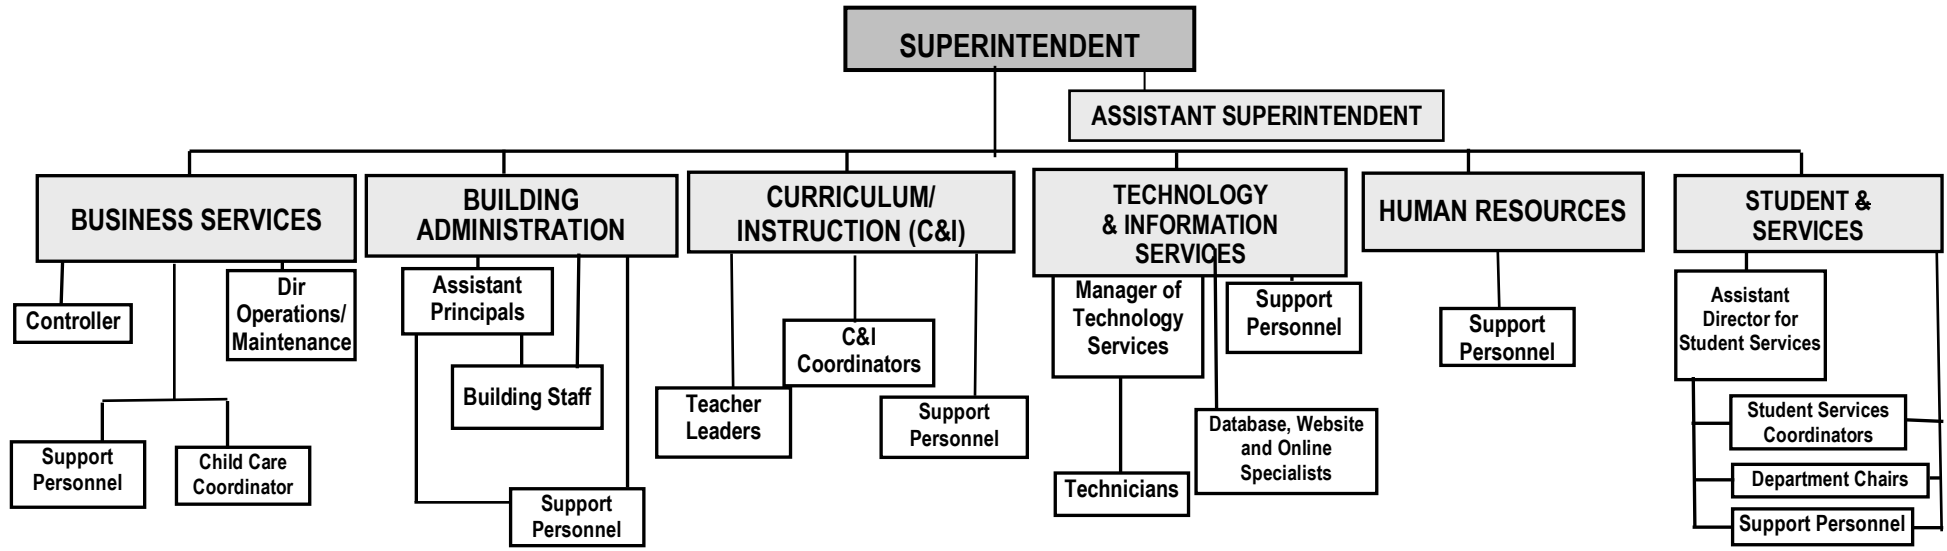 SUPERINTENDENT
ASSISTANT SUPERINTENDENT
BUSINESS SERVICES
BUILDING
ADMINISTRATION
CURRICULUM/
INSTRUCTION (C&I)
TECHNOLOGY
& INFORMATION
SERVICES
HUMAN RESOURCES
STUDENT &
SERVICES
Controller
Dir
Operations/
Maintenance
Support
Personnel
Child Care
Coordinator
Assistant
Principals
Building Staff
Support
Personnel
Teacher
Leaders
C&I
Coordinators
Support
Personnel
Manager of
Technology
Services
Support
Personnel
Technicians
Database, Website
and Online
Specialists
Support
Personnel
Assistant
Director for
Student Services
Student Services
Coordinators
Department Chairs
Support Personnel